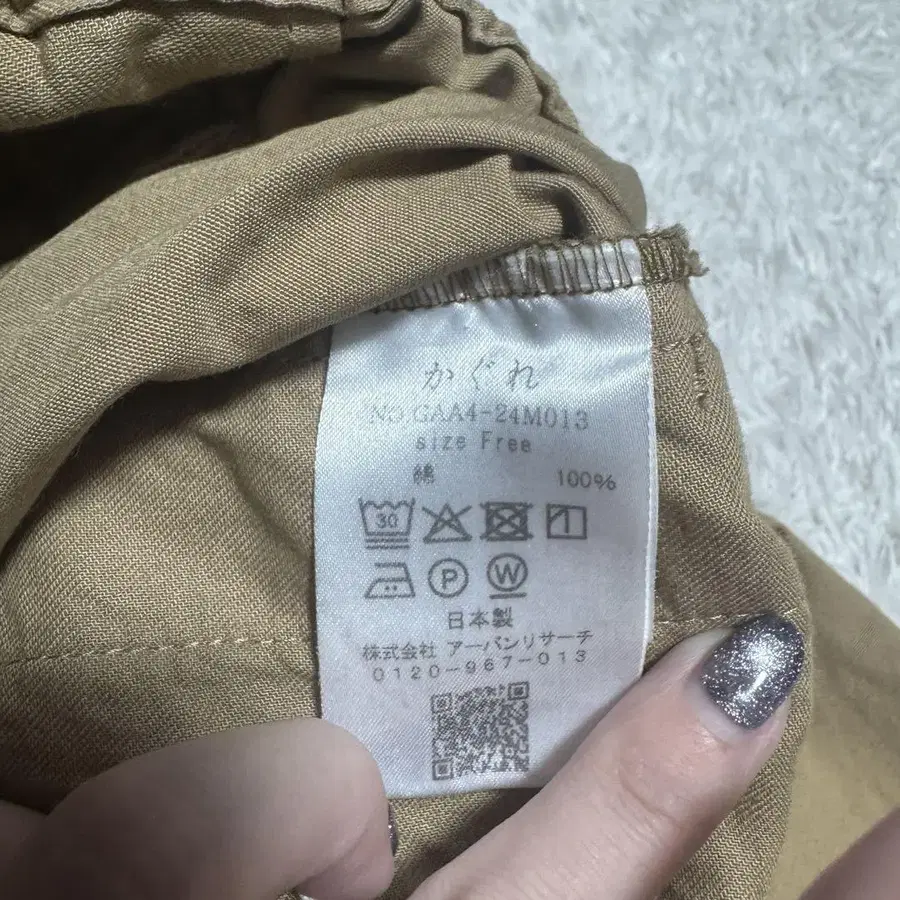 かぐれ
NO.GAA4-24M013
size Free
綿 100%
30
P W
日本製
株式会社 アーバンリサーチ
0120-967-013